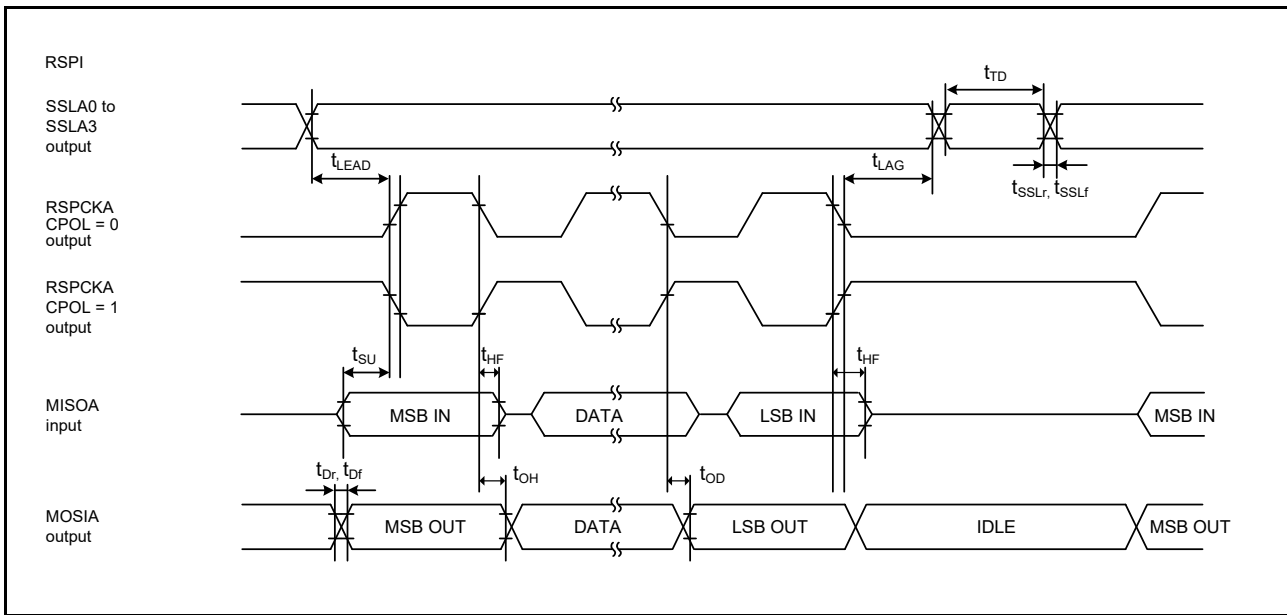 RSPI
SSLA0 to
SSLA3
output
tTD
tLEAD
tLAG
tSSLr, tSSLf
RSPCKA
CPOL = 0
output
RSPCKA
CPOL = 1
output
tSU
tHF
tHF
MISOA
input
MSB IN
DATA
LSB IN
MSB IN
tDr, tDf
tOH
tOD
MOSIA
output
MSB OUT
DATA
LSB OUT
IDLE
MSB OUT